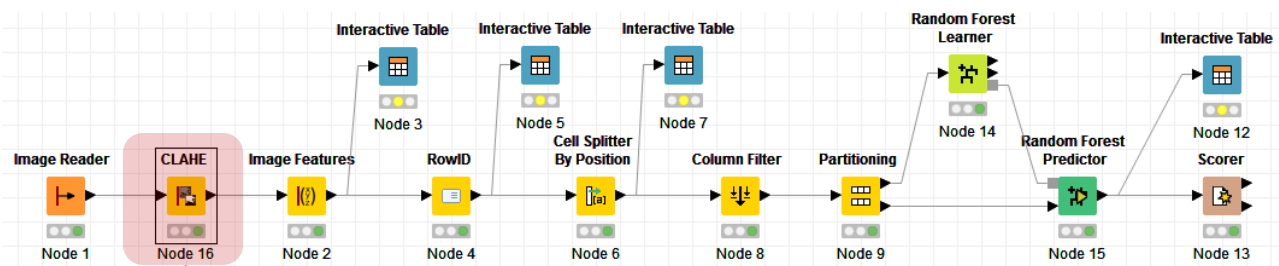 Random Forest
Learner
Interactive Table
Interactive Table
Interactive Table
Interactive Table
Node 3
Node 5
Node 7
Node 14
Node 12
Image Reader
CLAHE
Image Features
RowID
Cell Splitter
By Position
Column Filter
Partitioning
Random Forest
Predictor
Scorer
Node 1
Node 16
Node 2
Node 4
Node 6
Node 8
Node 9
Node 15
Node 13